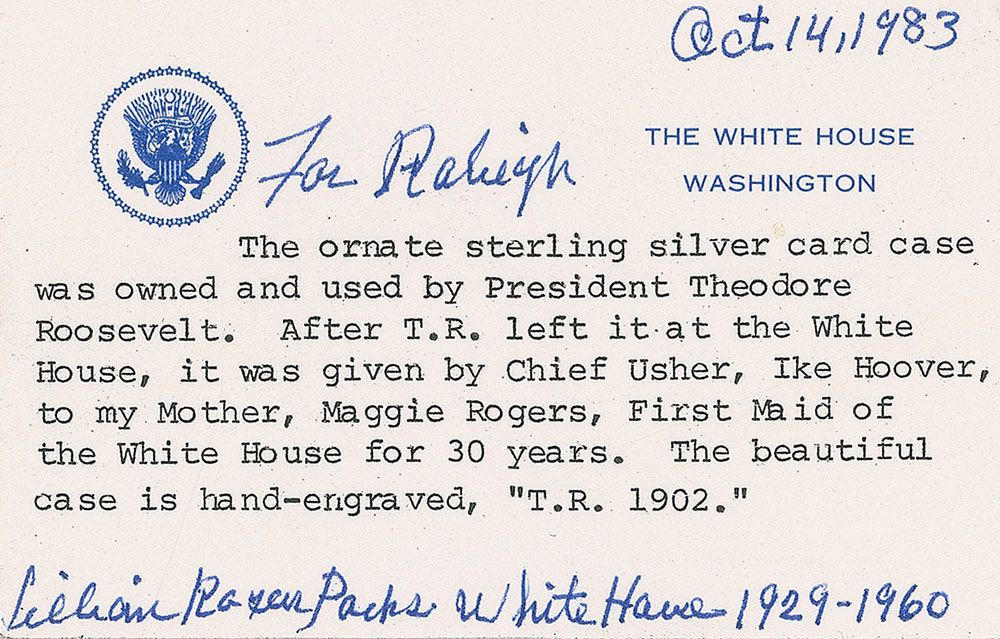 Oct 14, 1983
For Raleigh
THE WHITE HOUSE
WASHINGTON
The ornate sterling silver card case
was owned and used by President Theodore
Roosevelt. After T.R. left it at the White
House, it was given by Chief Usher, Ike Hoover,
to my Mother, Maggie Rogers, First Maid of
the White House for 30 years. The beautiful
case is hand-engraved, "T.R. 1902."
Lillian Rogers Parks White House 1929-1960